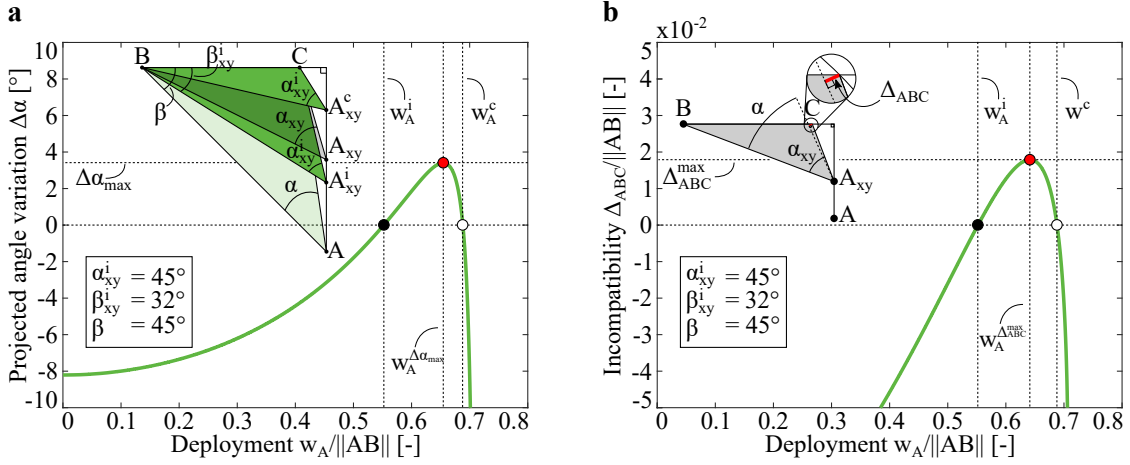 a
Projected angle variation Δα [°]
10
8
6
4
2
0
-2
-4
-6
-8
-10
Δα_max
B
C
β^i_xy
β
α^i_xy
A^c_xy
α_xy
A_xy
α^i_xy
A^i_xy
α
A
w^i_A
w^c_A
w_A^Δα_max
α^i_xy = 45°
β^i_xy = 32°
β = 45°
0 0.1 0.2 0.3 0.4 0.5 0.6 0.7 0.8
Deployment w_A/||AB|| [-]
b
x10^-2
Incompatibility Δ_ABC/||AB|| [-]
5
4
3
2
1
0
-1
-2
-3
-4
-5
Δ_ABC
B
α
C
Δ^max_ABC
α_xy
A_xy
A
w^i_A
w^c
w_A^Δ^max_ABC
α^i_xy = 45°
β^i_xy = 32°
β = 45°
0 0.1 0.2 0.3 0.4 0.5 0.6 0.7 0.8
Deployment w_A/||AB|| [-]